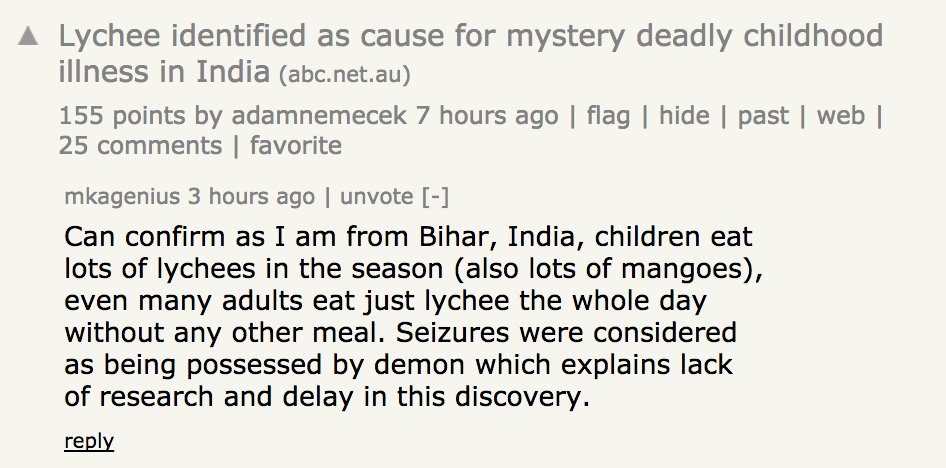 Lychee identified as cause for mystery deadly childhood
illness in India (abc.net.au)
155 points by adamnemecek 7 hours ago | flag | hide | past | web |
25 comments | favorite
mkagenius 3 hours ago | unvote [-]
Can confirm as I am from Bihar, India, children eat
lots of lychees in the season (also lots of mangoes),
even many adults eat just lychee the whole day
without any other meal. Seizures were considered
as being possessed by demon which explains lack
of research and delay in this discovery.
reply